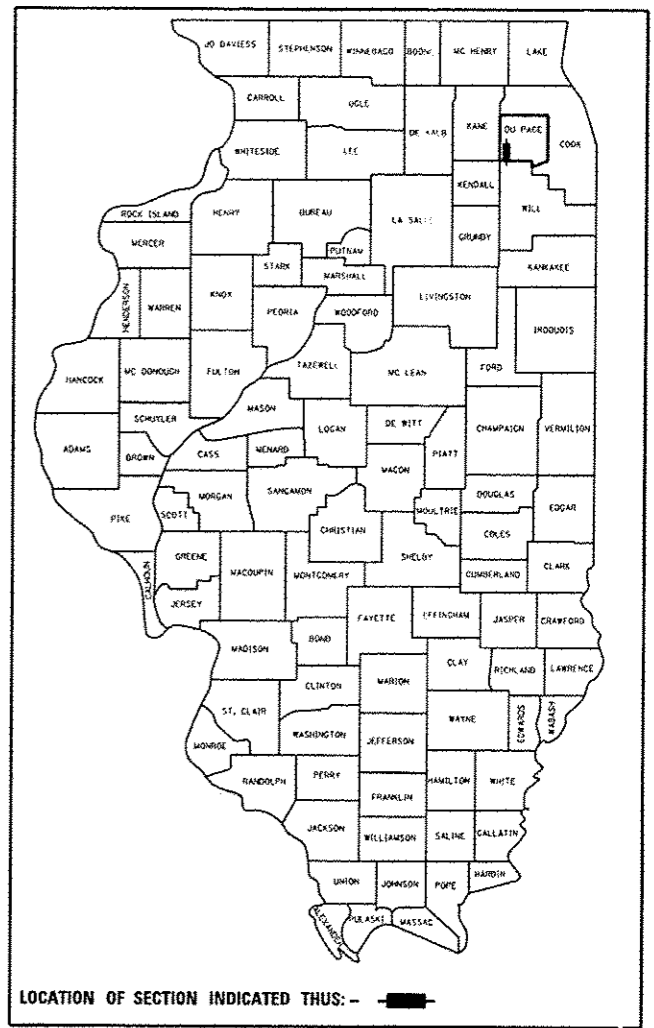 JO DAVIESS STEPHENSON WINNEBAGO BOONE MC HENRY LAKE
CARROLL OGLE DE KALB KANE DU PAGE COOK
WHITESIDE LEE KENDALL WILL
ROCK ISLAND HENRY BUREAU LA SALLE GRUNDY
MERCER PUTNAM KANKAKEE
STARK MARSHALL LIVINGSTON
HENDERSON WARREN KNOX PEORIA WOODFORD IROQUOIS
HANCOCK MC DONOUGH FULTON TAZEWELL MC LEAN FORD
MASON
SCHUYLER LOGAN DE WITT CHAMPAIGN VERMILION
ADAMS BROWN CASS MENARD MACON PIATT
MORGAN SANGAMON DOUGLAS EDGAR
PIKE SCOTT CHRISTIAN MOULTRIE COLES
GREENE MACOUPIN MONTGOMERY SHELBY CUMBERLAND CLARK
CALHOUN JERSEY
FAYETTE EFFINGHAM JASPER CRAWFORD
MADISON BOND
CLAY RICHLAND LAWRENCE
CLINTON MARION
ST. CLAIR WAYNE EDWARDS WABASH
MONROE WASHINGTON JEFFERSON
RANDOLPH PERRY HAMILTON WHITE
FRANKLIN
JACKSON WILLIAMSON SALINE GALLATIN
UNION JOHNSON POPE HARDIN
ALEXANDER PULASKI MASSAC
LOCATION OF SECTION INDICATED THUS: -